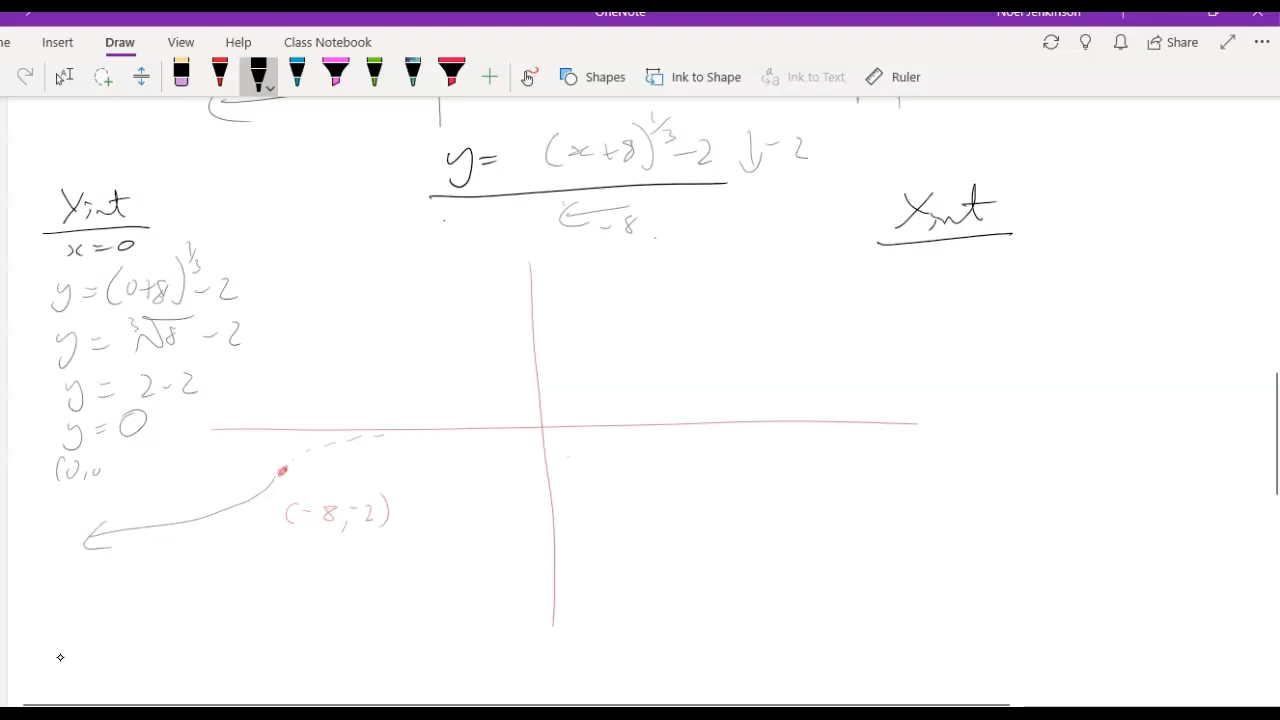 OneNote
Noel Jenkinson
Insert Draw View Help Class Notebook
Share
Shapes
Ink to Shape
Ink to Text
Ruler
y = (x+8)^1/3 -2 ↓-2
←-8
Yint
x=0
y=(0+8)^1/3 -2
y = ³√8 -2
y = 2-2
y = 0
(0,0
Xint
(-8,-2)